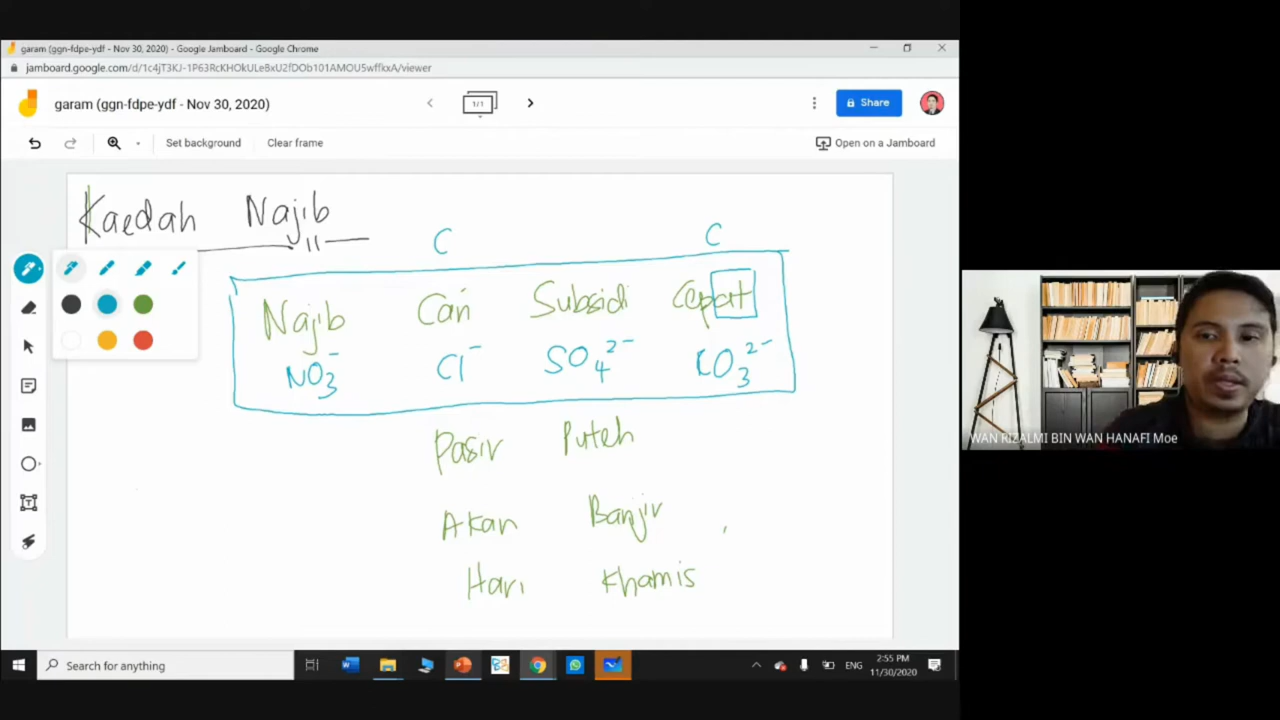 garam (ggn-fdpe-ydf - Nov 30, 2020) - Google Jamboard - Google Chrome
jamboard.google.com/d/1c4jT3KJ-1P63RcKHOkULeBxU2fDOb101AMOU5wffkxA/viewer
garam (ggn-fdpe-ydf - Nov 30, 2020)
1/1
Share
Set background
Clear frame
Open on a Jamboard
Kaedah Najib
C C
Najib Cari Subsidi Cepat
NO₃⁻ Cl⁻ SO₄²⁻ CO₃²⁻
Pasir Puteh
Akan Banjir
Hari Khamis
WAN RIZALMI BIN WAN HANAFI Moe
Search for anything
ENG
2:55 PM
11/30/2020